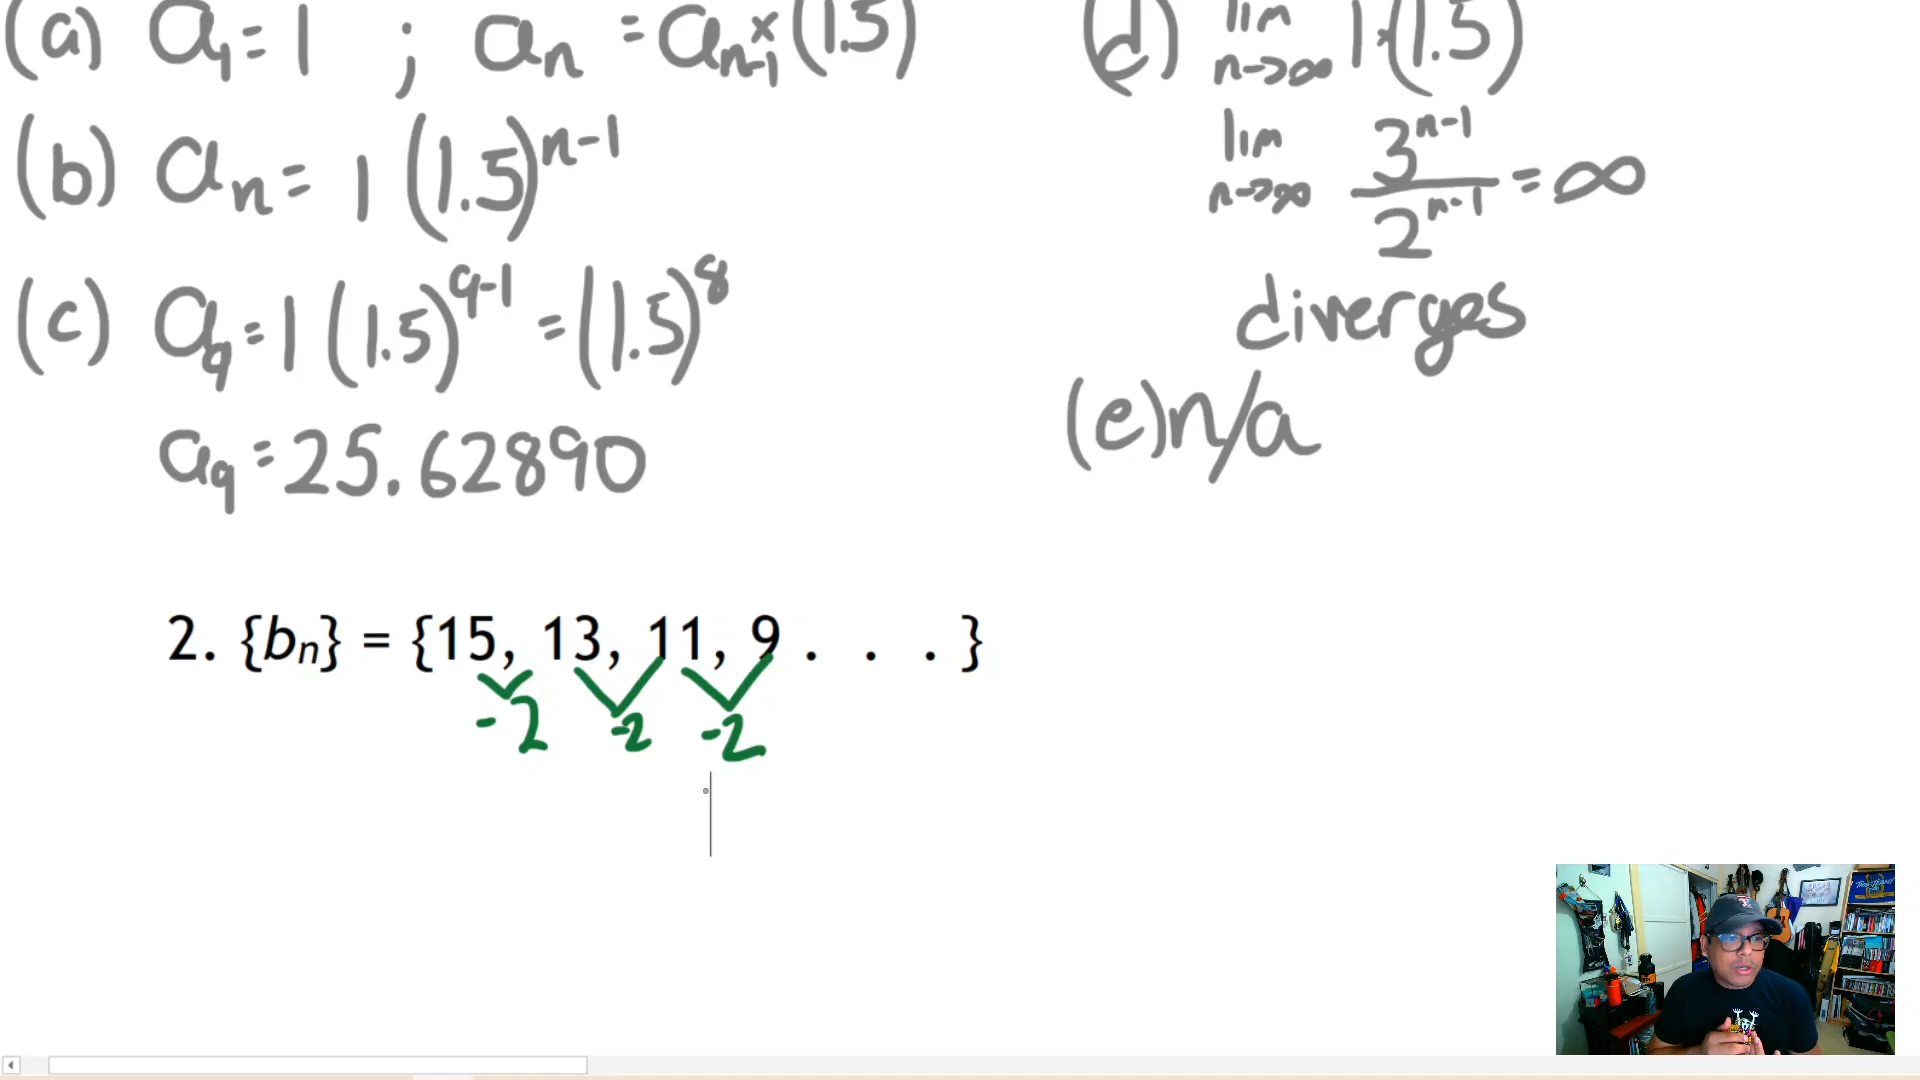 (a) a₁ = 1 ; aₙ = aₙ₋₁ × (1.5)
(b) aₙ = 1 (1.5)ⁿ⁻¹
(c) a₉ = 1 (1.5)⁹⁻¹ = (1.5)⁸
a₉ = 25.62890
(d) lim n→∞ 1·(1.5)
lim n→∞ 3ⁿ⁻¹/2ⁿ⁻¹ = ∞
diverges
(e) n/a
2. {bₙ} = {15, 13, 11, 9 . . . }
-2 -2 -2